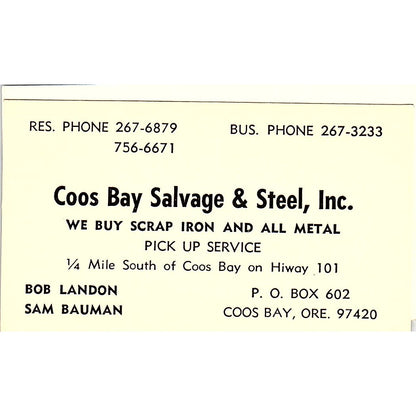 RES. PHONE 267-6879 BUS. PHONE 267-3233
756-6671
Coos Bay Salvage & Steel, Inc.
WE BUY SCRAP IRON AND ALL METAL
PICK UP SERVICE
¼ Mile South of Coos Bay on Hiway 101
BOB LANDON P. O. BOX 602
SAM BAUMAN COOS BAY, ORE. 97420